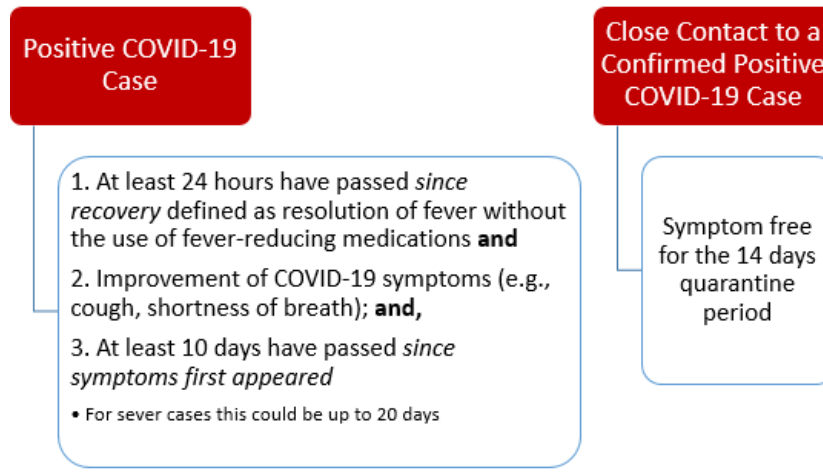 Positive COVID-19
Case
1. At least 24 hours have passed since
recovery defined as resolution of fever without
the use of fever-reducing medications and
2. Improvement of COVID-19 symptoms (e.g.,
cough, shortness of breath); and,
3. At least 10 days have passed since
symptoms first appeared
• For sever cases this could be up to 20 days
Close Contact to a
Confirmed Positive
COVID-19 Case
Symptom free
for the 14 days
quarantine
period